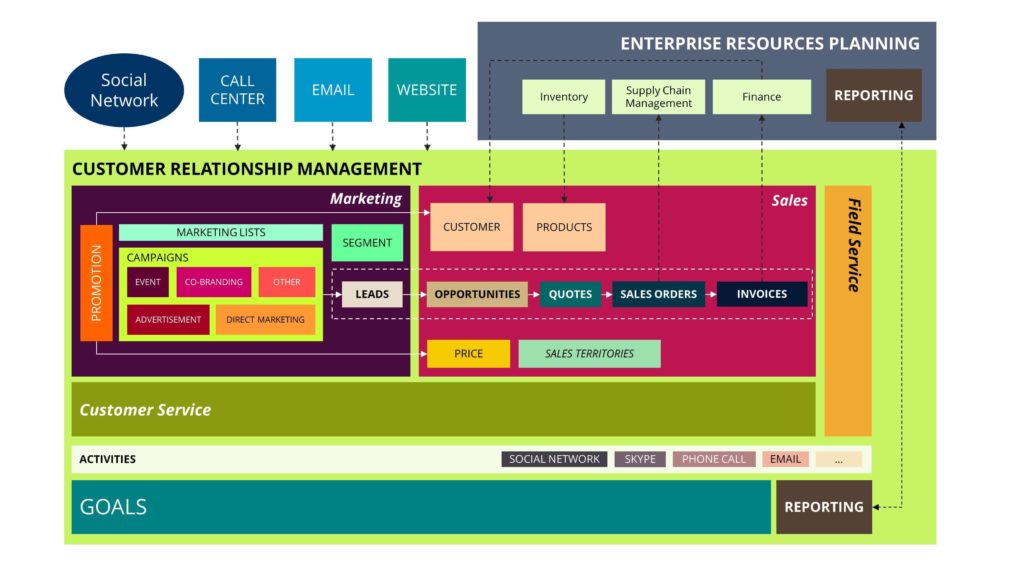 ENTERPRISE RESOURCES PLANNING
Social
Network
CALL
CENTER
EMAIL
WEBSITE
Inventory
Supply Chain
Management
Finance
REPORTING
CUSTOMER RELATIONSHIP MANAGEMENT
Marketing
Sales
Field Service
PROMOTION
MARKETING LISTS
SEGMENT
CUSTOMER
PRODUCTS
CAMPAIGNS
EVENT
CO-BRANDING
OTHER
LEADS
OPPORTUNITIES
QUOTES
SALES ORDERS
INVOICES
ADVERTISEMENT
DIRECT MARKETING
PRICE
SALES TERRITORIES
Customer Service
ACTIVITIES
SOCIAL NETWORK
SKYPE
PHONE CALL
EMAIL
...
GOALS
REPORTING